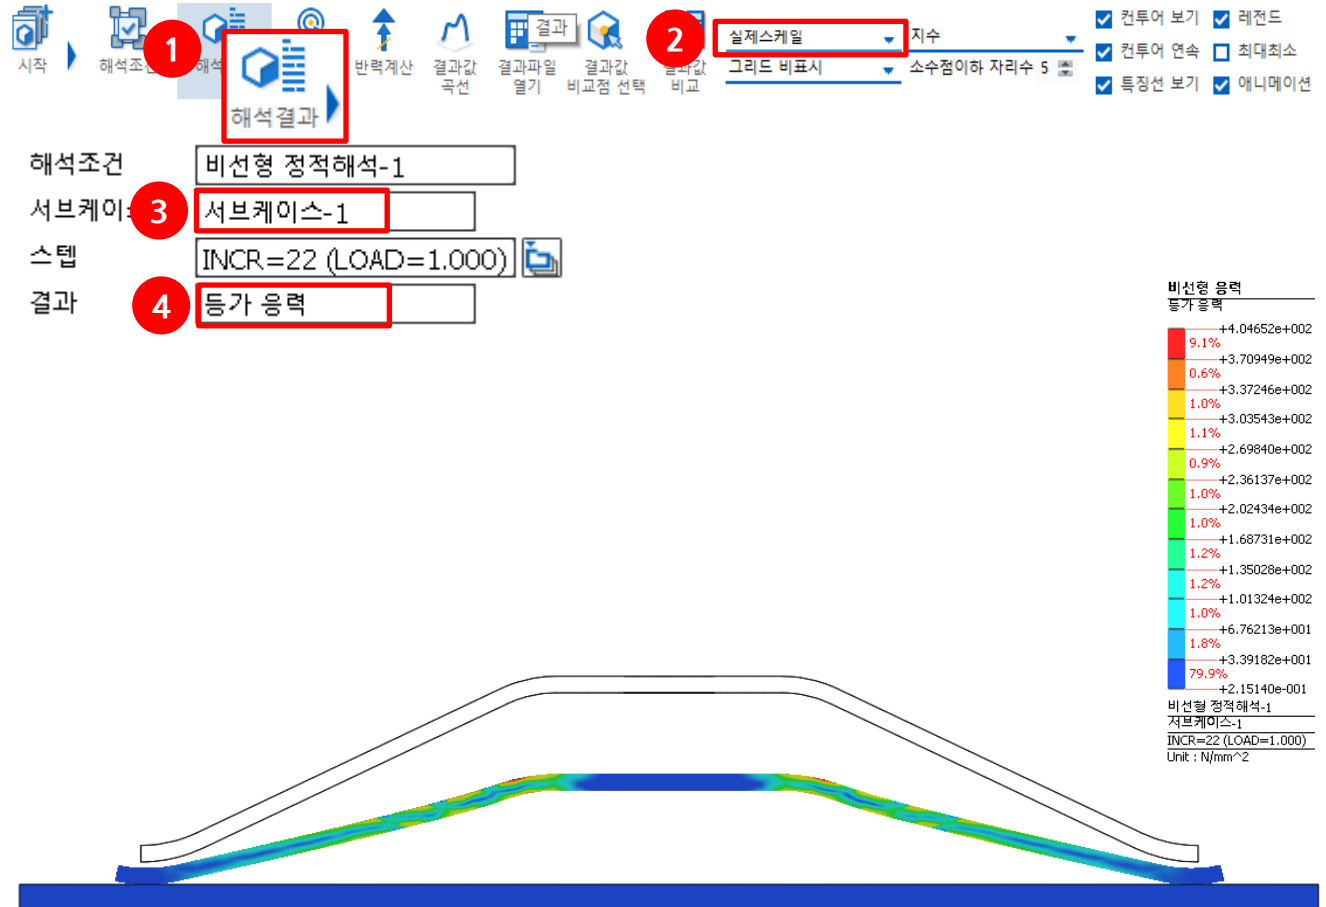 시작
해석조건
해석
해석결과
1
반력계산
결과값
곡선
결과파일
열기
결과
결과값
비교점 선택
결과값
비교
2
실제스케일
그리드 비표시
지수
소수점이하 자리수 5
컨투어 보기
레전드
컨투어 연속
최대최소
특징선 보기
애니메이션
해석조건
비선형 정적해석-1
3
서브케이스-1
스텝
INCR=22 (LOAD=1.000)
결과
4
등가 응력
비선형 응력
등가응력
+4.04652e+002
9.1%
+3.70949e+002
0.6%
+3.37246e+002
1.0%
+3.03543e+002
1.1%
+2.69840e+002
0.9%
+2.36137e+002
1.0%
+2.02434e+002
1.0%
+1.68731e+002
1.2%
+1.35028e+002
1.2%
+1.01324e+002
1.0%
+6.76213e+001
1.8%
+3.39182e+001
79.9%
+2.15140e-001
비선형 정적해석-1
서브케이스-1
INCR=22 (LOAD=1.000)
Unit : N/mm^2